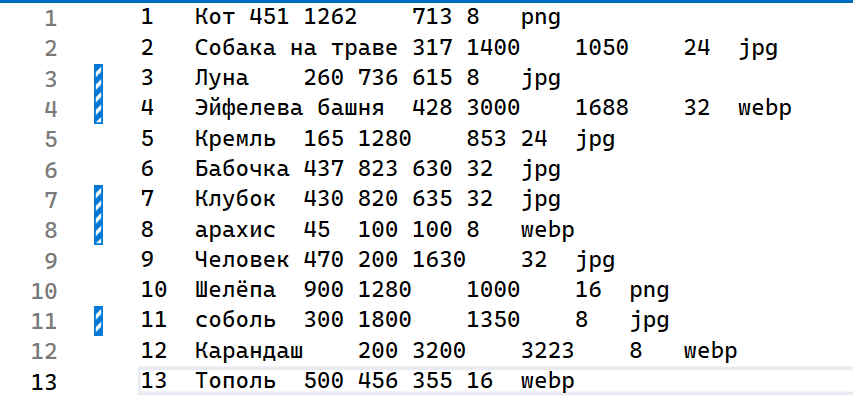 1 1 Кот 451 1262 713 8 png
2 2 Собака на траве 317 1400 1050 24 jpg
3 3 Луна 260 736 615 8 jpg
4 4 Эйфелева башня 428 3000 1688 32 webp
5 5 Кремль 165 1280 853 24 jpg
6 6 Бабочка 437 823 630 32 jpg
7 7 Клубок 430 820 635 32 jpg
8 8 арахис 45 100 100 8 webp
9 9 Человек 470 200 1630 32 jpg
10 10 Шелёпа 900 1280 1000 16 png
11 11 соболь 300 1800 1350 8 jpg
12 12 Карандаш 200 3200 3223 8 webp
13 13 Тополь 500 456 355 16 webp